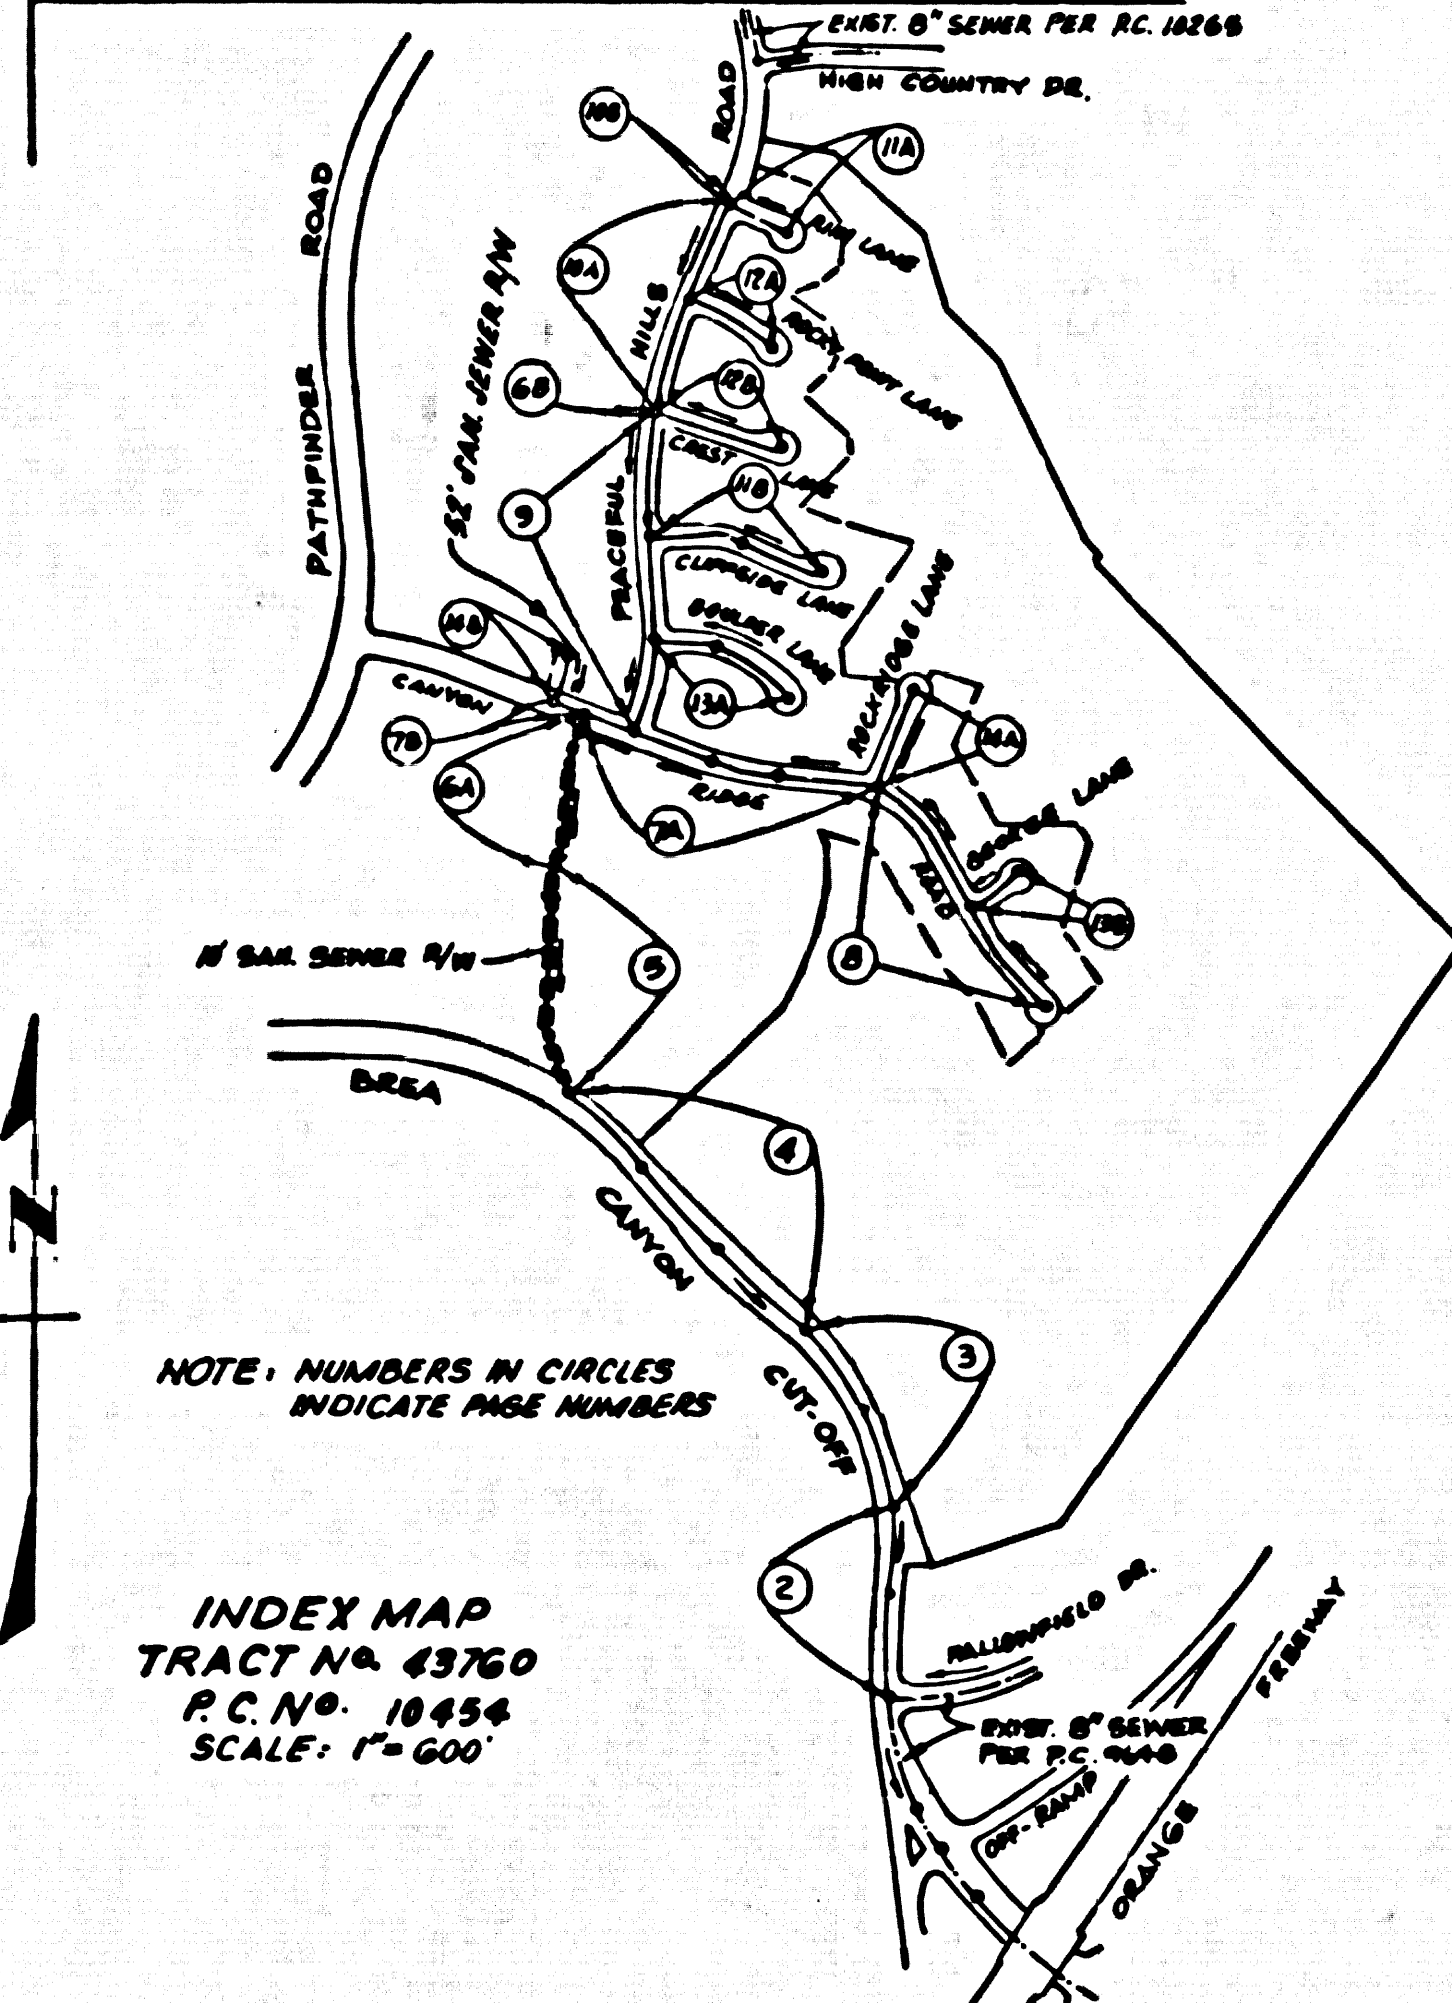 EXIST. 8" SEWER PER P.C. 10268
HIGH COUNTRY DR.
ROAD
10B
11A
ROAD
RIM LANE
10A
12A
52' SAN. SEWER R/W
HILLS
ROCKY POINT LANE
6B
12B
PATHFINDER
CREST LANE
11B
9
PEACEFUL
CLIFFSIDE LANE
ROCKRIDGE LANE
14B
BOULDER LANE
CANYON
13A
7B
14A
6A
RIDGE
7A
LANE
ROAD
13B
10' SAN. SEWER R/W
5
8
BREA
4
CANYON
N
3
NOTE: NUMBERS IN CIRCLES
INDICATE PAGE NUMBERS
CUT-OFF
2
FALLOWFIELD DR.
INDEX MAP
TRACT No. 43760
P.C. No. 10454
SCALE: 1"= 600'
FREEWAY
EXIST. 8" SEWER
PER P.C.
OFF-RAMP
ORANGE